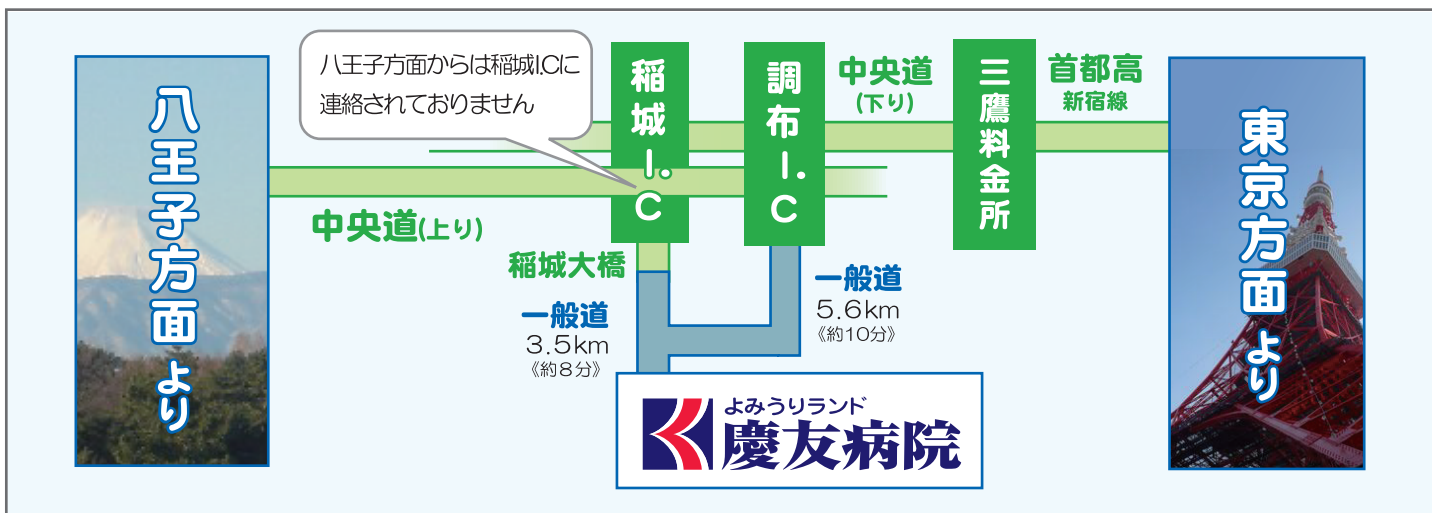 八王子方面より
八王子方面からは稲城I.Cに
連絡されておりません
稲城I.C
調布I.C
中央道
(下り)
三鷹料金所
首都高
新宿線
東京方面より
中央道(上り)
稲城大橋
一般道
3.5km
《約8分》
一般道
5.6km
《約10分》
よみうりランド
慶友病院